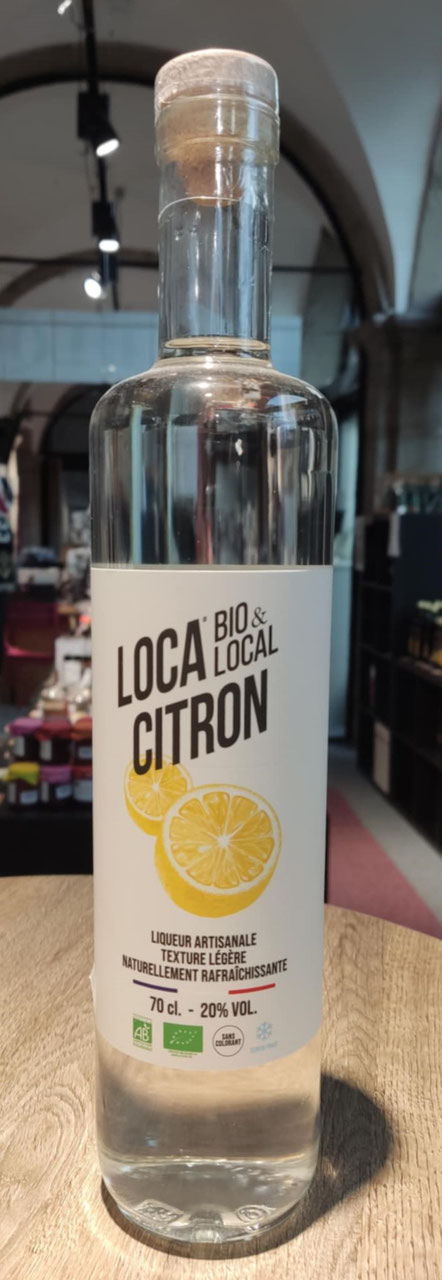 LOCA® BIO & LOCAL
CITRON
LIQUEUR ARTISANALE
TEXTURE LÉGÈRE
NATURELLEMENT RAFRAÎCHISSANTE
70 cl. - 20% VOL.
AB
SANS
COLORANT